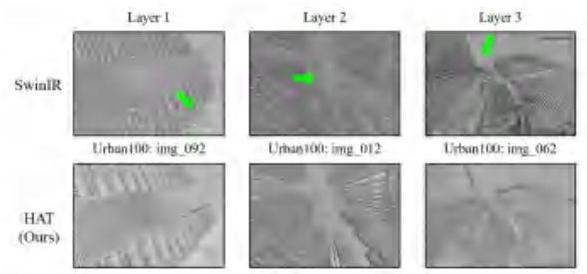 Layer 1 Layer 2 Layer 3
SwinIR
Urban100: img_092 Urban100: img_012 Urban100: img_062
HAT
(Ours)